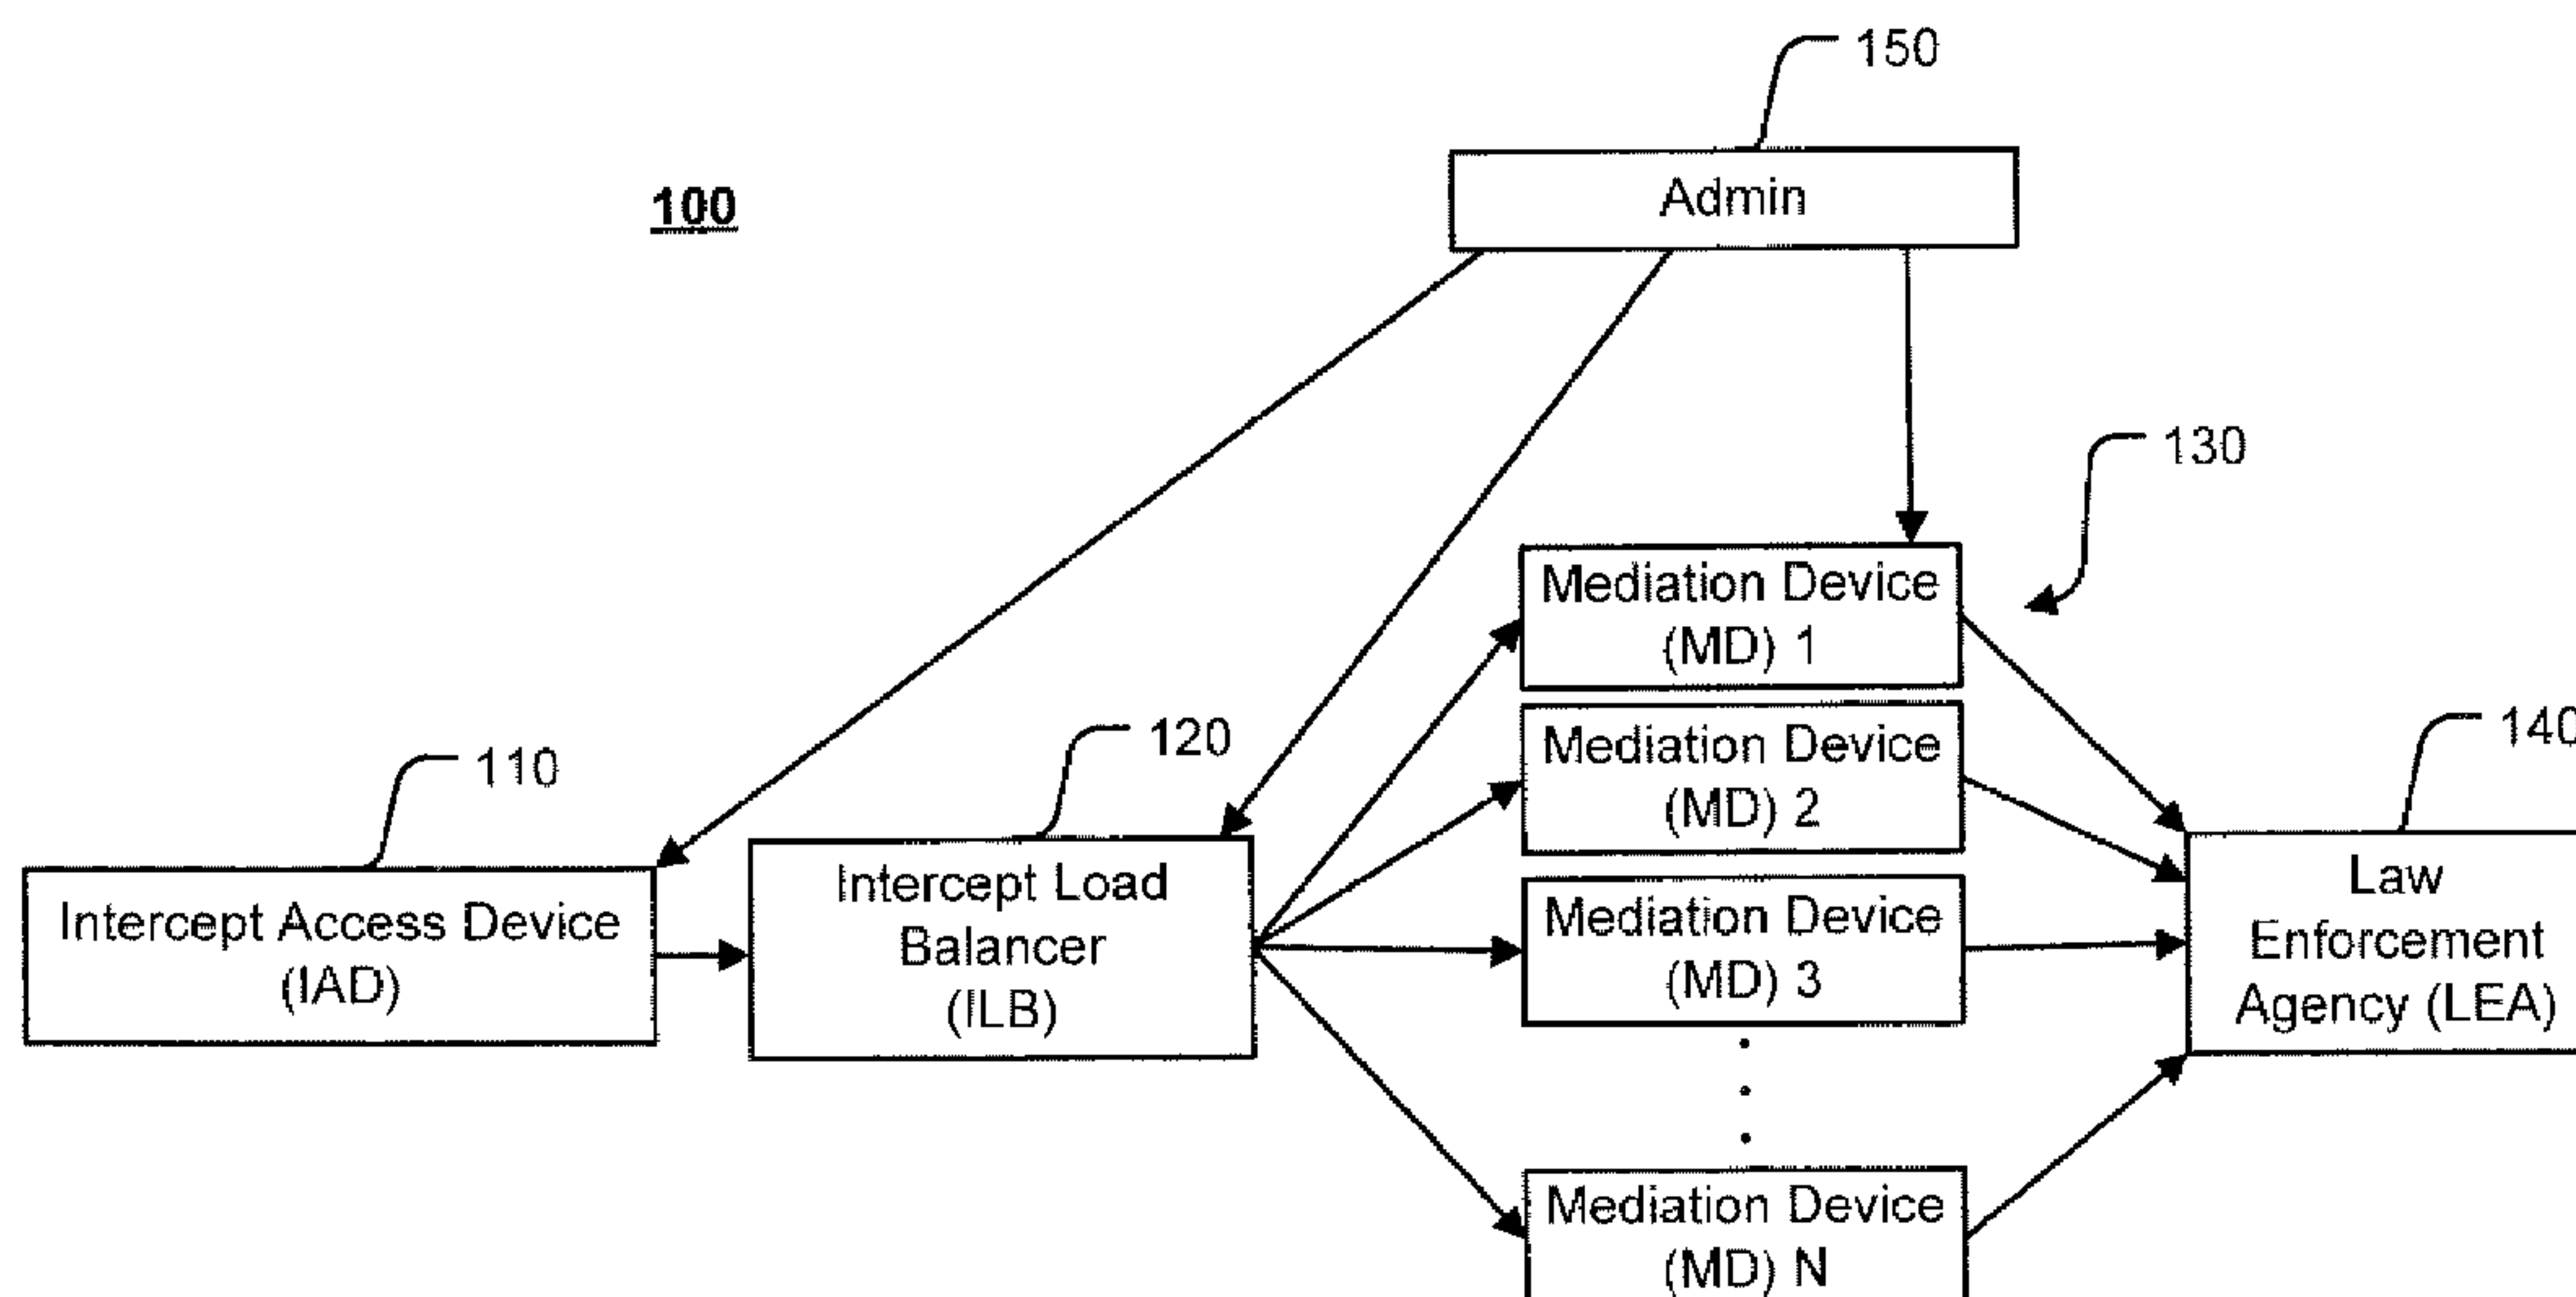 150
Admin
100
130
Mediation Device
(MD) 1
110
120
140
Mediation Device
(MD) 2
Intercept Access Device
(IAD)
Intercept Load
Balancer
(ILB)
Mediation Device
(MD) 3
Law
Enforcement
Agency (LEA)
Mediation Device
(MD) N